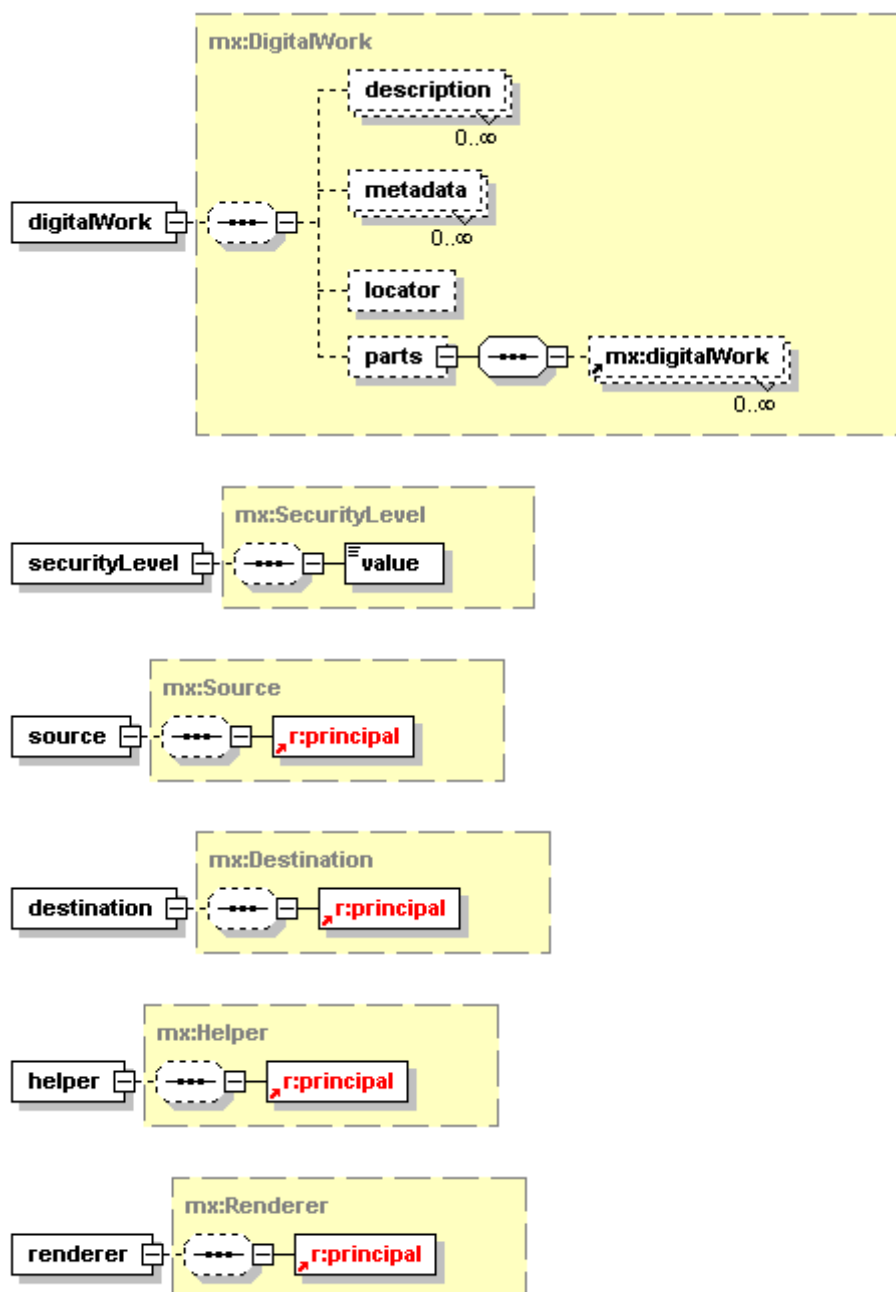 mx:DigitalWork
description
0..∞
metadata
0..∞
digitalWork
locator
parts
mx:digitalWork
0..∞
mx:SecurityLevel
securityLevel
value
mx:Source
source
r:principal
mx:Destination
destination
r:principal
mx:Helper
helper
r:principal
mx:Renderer
renderer
r:principal